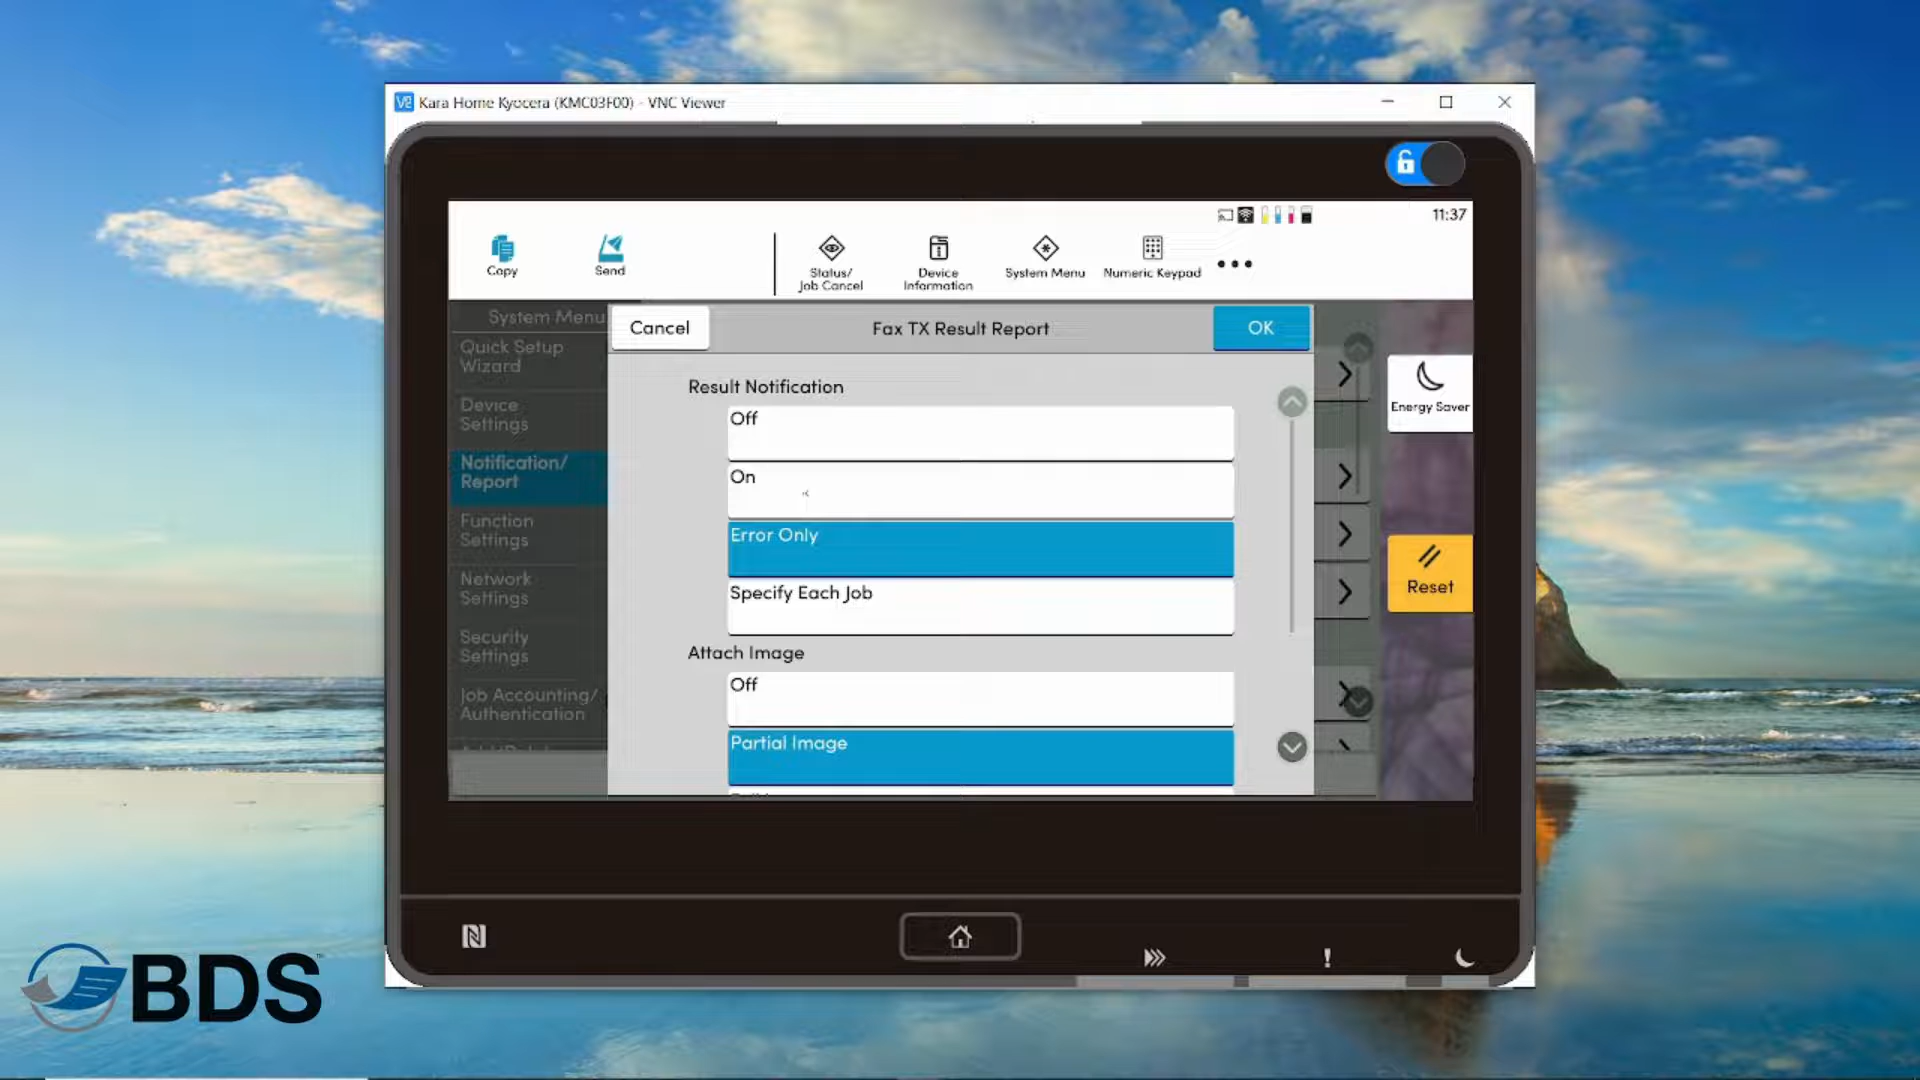 Kara Home Kyocera (KMC03F00) - VNC Viewer
11:37
Copy
Send
Status/
Job Cancel
Device
Information
System Menu
Numeric Keypad
System Menu
Quick Setup
Wizard
Device
Settings
Notification/
Report
Function
Settings
Network
Settings
Security
Settings
Job Accounting/
Authentication
Cancel
Fax TX Result Report
OK
Result Notification
Off
On
Error Only
Specify Each Job
Attach Image
Off
Partial Image
Energy Saver
Reset
BDS